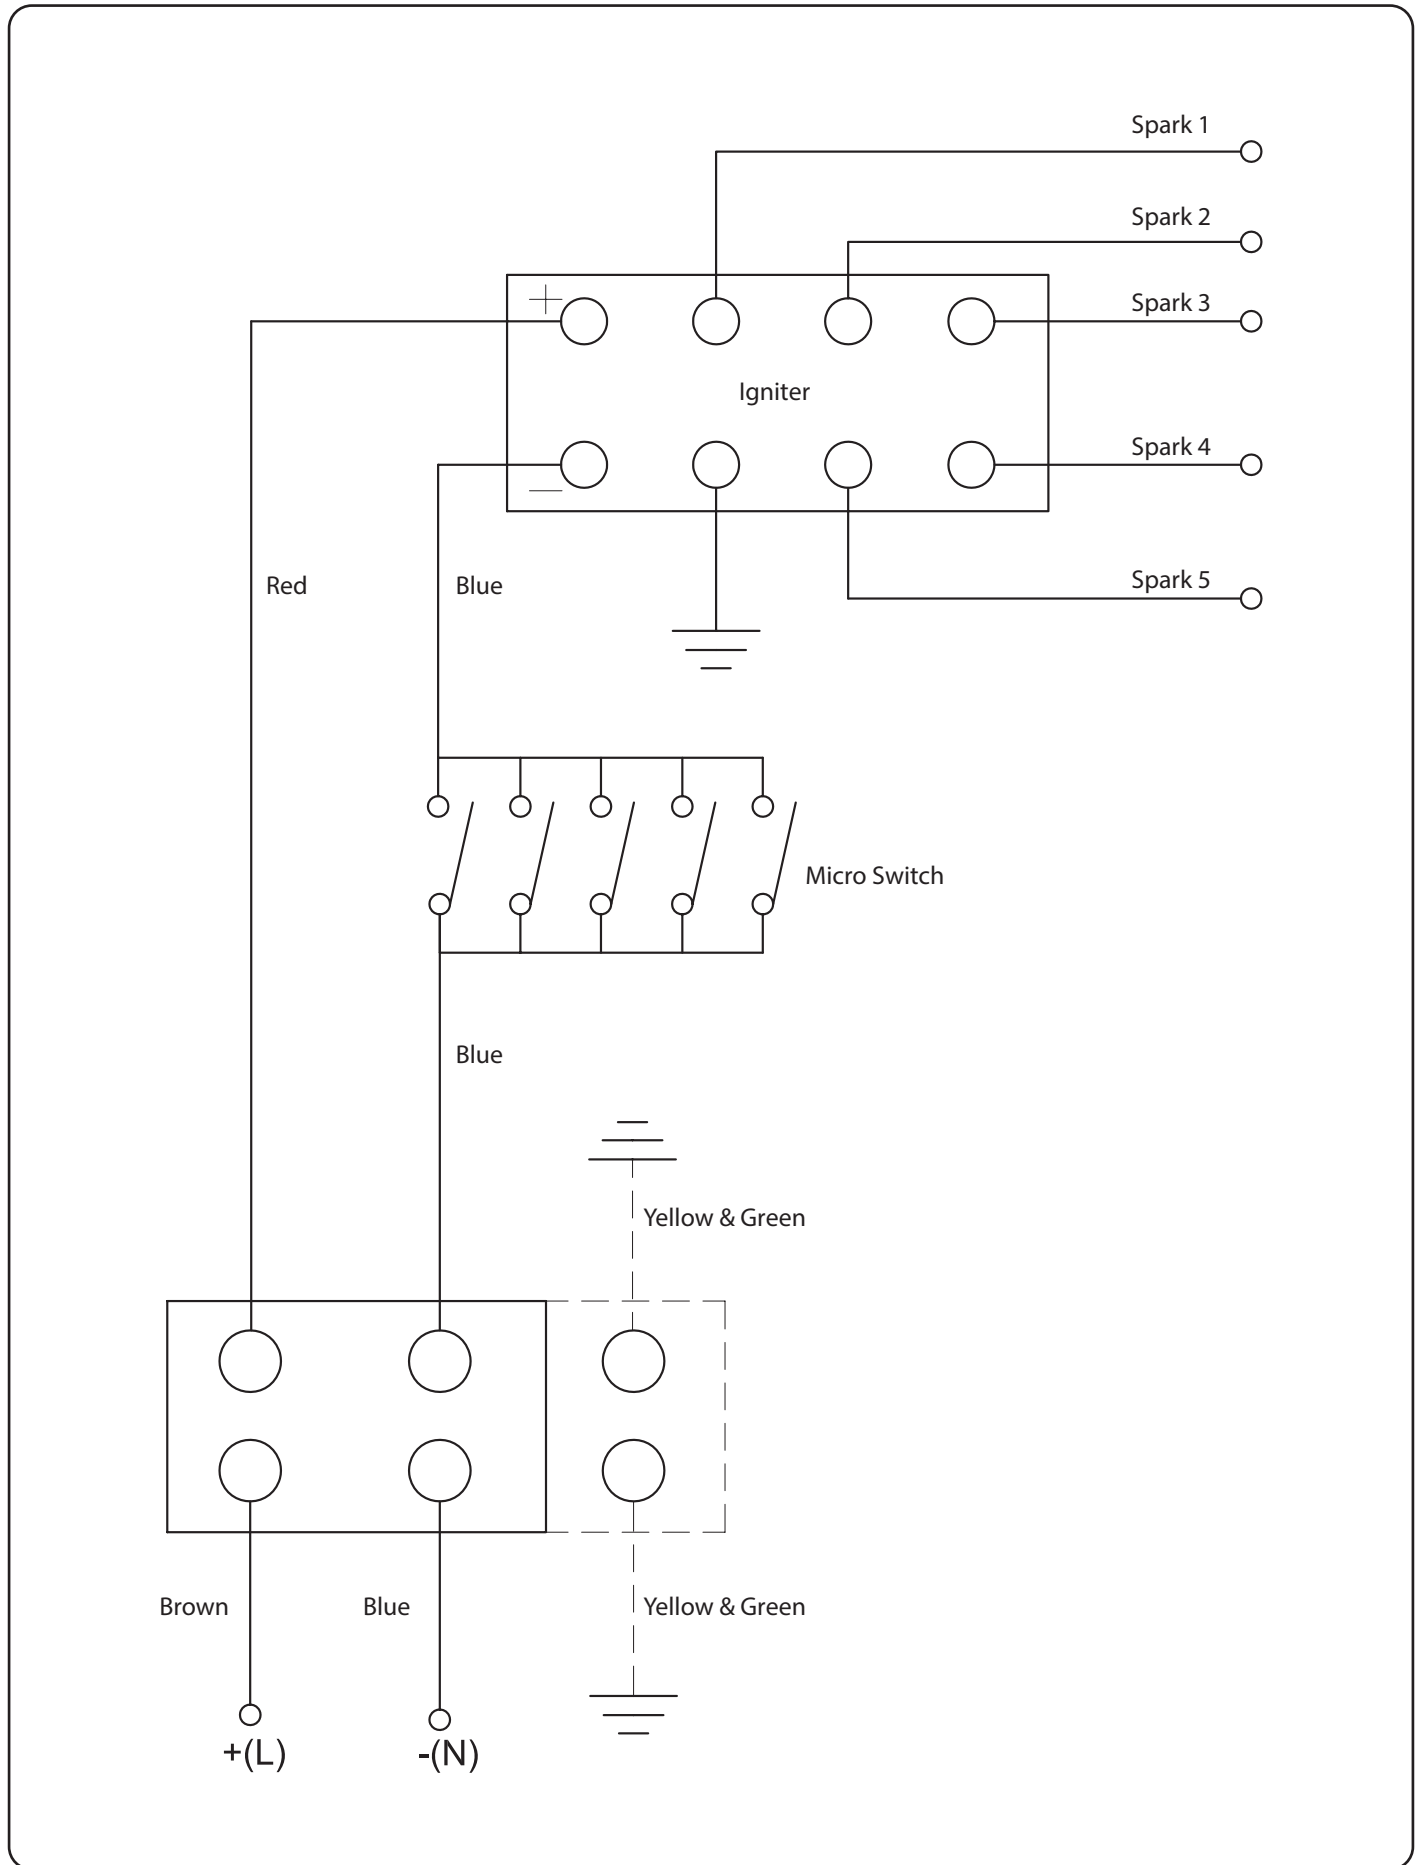 Spark 1
Spark 2
Spark 3
Igniter
Spark 4
Spark 5
Red
Blue
Micro Switch
Blue
Yellow & Green
Brown
Blue
Yellow & Green
+(L)
-(N)